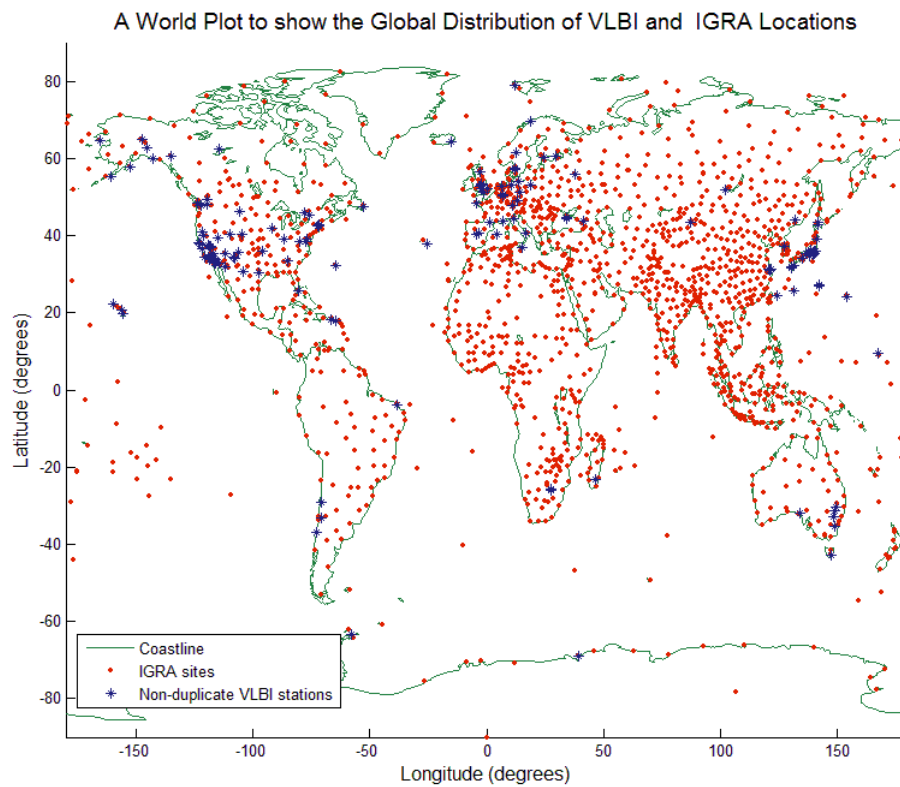 A World Plot to show the Global Distribution of VLBI and IGRA Locations
80
60
40
20
0
-20
-40
-60
-80
Latitude (degrees)
Coastline
IGRA sites
Non-duplicate VLBI stations
-150 -100 -50 0 50 100 150
Longitude (degrees)